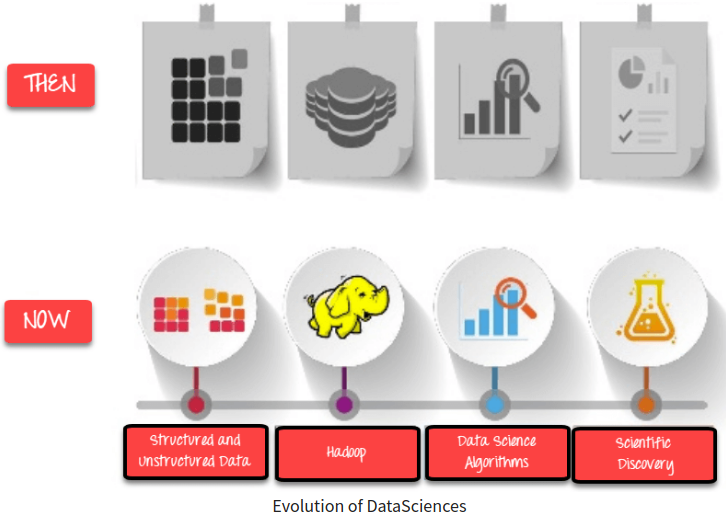 THEN
NOW
Structured and
Unstructured Data
Hadoop
Data Science
Algorithms
Scientific
Discovery
Evolution of DataSciences